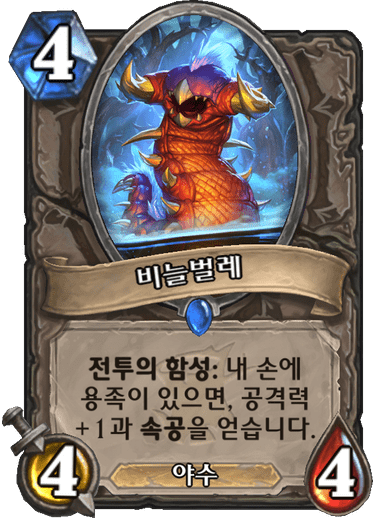 4
비늘벌레
전투의 함성: 내 손에
용족이 있으면, 공격력
+1과 속공을 얻습니다.
4
야수
4